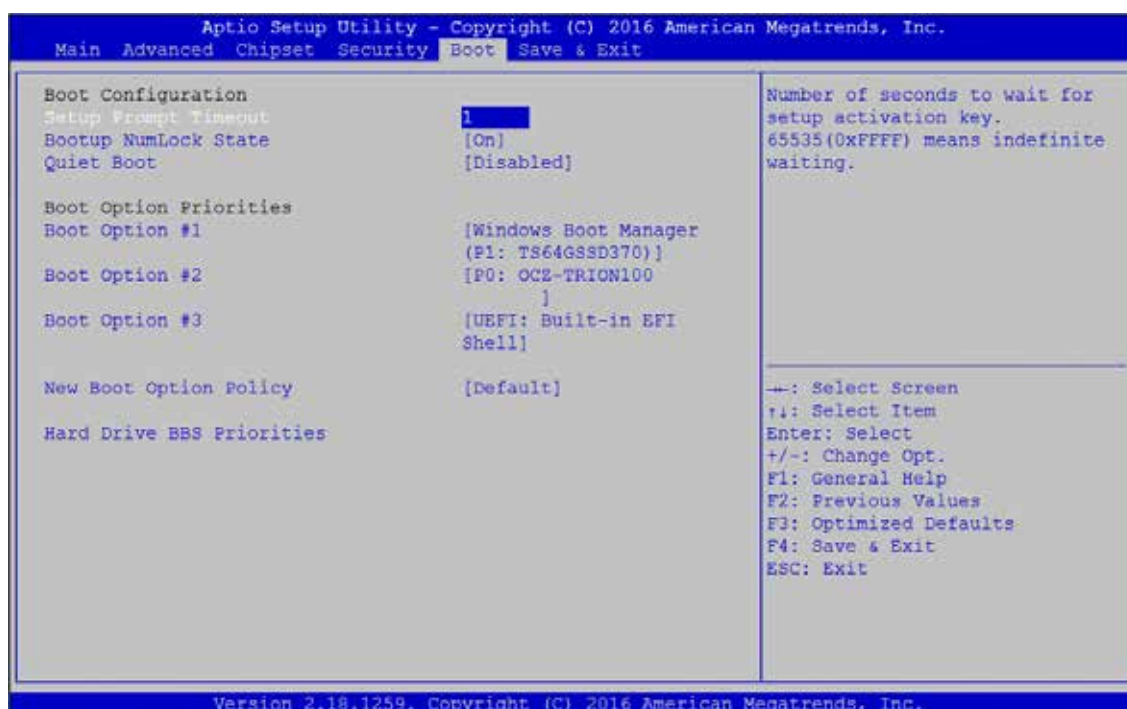 Aptio Setup Utility - Copyright (C) 2016 American Megatrends, Inc.
Main Advanced Chipset Security Boot Save & Exit
Boot Configuration
Setup Prompt Timeout 1
Bootup NumLock State [On]
Quiet Boot [Disabled]
Boot Option Priorities
Boot Option #1 [Windows Boot Manager
(P1: TS64GSSD370)]
Boot Option #2 [P0: OCZ-TRION100
]
Boot Option #3 [UEFI: Built-in EFI
Shell]
New Boot Option Policy [Default]
Hard Drive BBS Priorities
Number of seconds to wait for
setup activation key.
65535(0xFFFF) means indefinite
waiting.
→←: Select Screen
↑↓: Select Item
Enter: Select
+/-: Change Opt.
F1: General Help
F2: Previous Values
F3: Optimized Defaults
F4: Save & Exit
ESC: Exit
Version 2.18.1259. Copyright (C) 2016 American Megatrends, Inc.